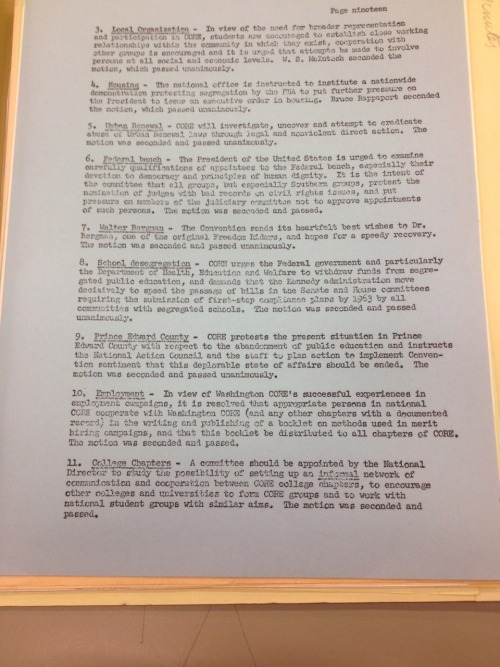 Page nineteen
3. Local Organization - In view of the need for broader representation
and participation in CORE, students are encouraged to establish close working
relationships within the community in which they exist, cooperation with
other groups is encouraged and it is urged that attempts be made to involve
persons at all social and economic levels. W. S. McIntosh seconded the
motion, which passed unanimously.
4. Housing - The national office is instructed to institute a nationwide
demonstration protesting segregation by the FHA to put further pressure on
the President to issue an executive order in housing. Bruce Rappaport seconded
the motion, which passed unanimously.
5. Urban Renewal - CORE will investigate, uncover and attempt to eradicate
abuse of Urban Renewal laws through legal and nonviolent direct action. The
motion was seconded and passed unanimously.
6. Federal bench - The President of the United States is urged to examine
carefully qualifications of appointees to the Federal bench, especially their
devotion to democracy and principles of human dignity. It is the intent of
the committee that all groups, but especially Southern groups, protest the
nomination of judges with bad records on civil rights issues, and put
pressure on members of the judiciary committee not to approve appointments
of such persons. The motion was seconded and passed.
7. Walter Bergman - The Convention sends its heartfelt best wishes to Dr.
Bergman, one of the original Freedom Riders, and hopes for a speedy recovery.
The motion was seconded and passed unanimously.
8. School desegregation - CORE urges the Federal government and particularly
the Department of Health, Education and Welfare to withdraw funds from segre-
gated public education, and demands that the Kennedy administration move
decisively to speed the passage of bills in the Senate and House committees
requiring the submission of first-step compliance plans by 1963 by all
communities with segregated schools. The motion was seconded and passed
unanimously.
9. Prince Edward County - CORE protests the present situation in Prince
Edward County with respect to the abandonment of public education and instructs
the National Action Council and the staff to plan action to implement Conven-
tion sentiment that this deplorable state of affairs should be ended. The
motion was seconded and passed unanimously.
10. Employment - In view of Washington CORE's successful experiences in
employment campaigns, it is resolved that appropriate persons in national
CORE cooperate with Washington CORE (and any other chapters with a documented
record) in the writing and publishing of a booklet on methods used in merit
hiring campaigns, and that this booklet be distributed to all chapters of CORE.
The motion was seconded and passed.
11. College Chapters - A committee should be appointed by the National
Director to study the possibility of setting up an informal network of
communication and cooperation between CORE college chapters, to encourage
other colleges and universities to form CORE groups and to work with
national student groups with similar aims. The motion was seconded and
passed.